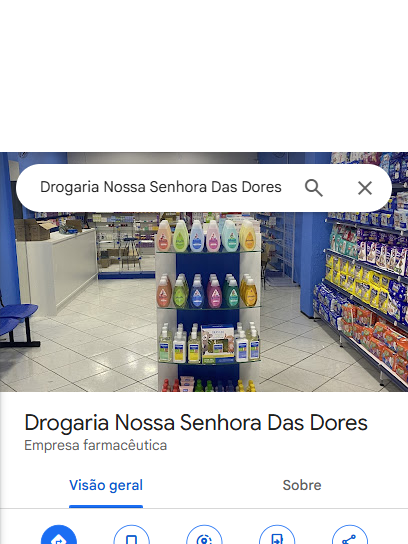 Drogaria Nossa Senhora Das Dores
Drogaria Nossa Senhora Das Dores
Empresa farmacêutica
Visão geral
Sobre